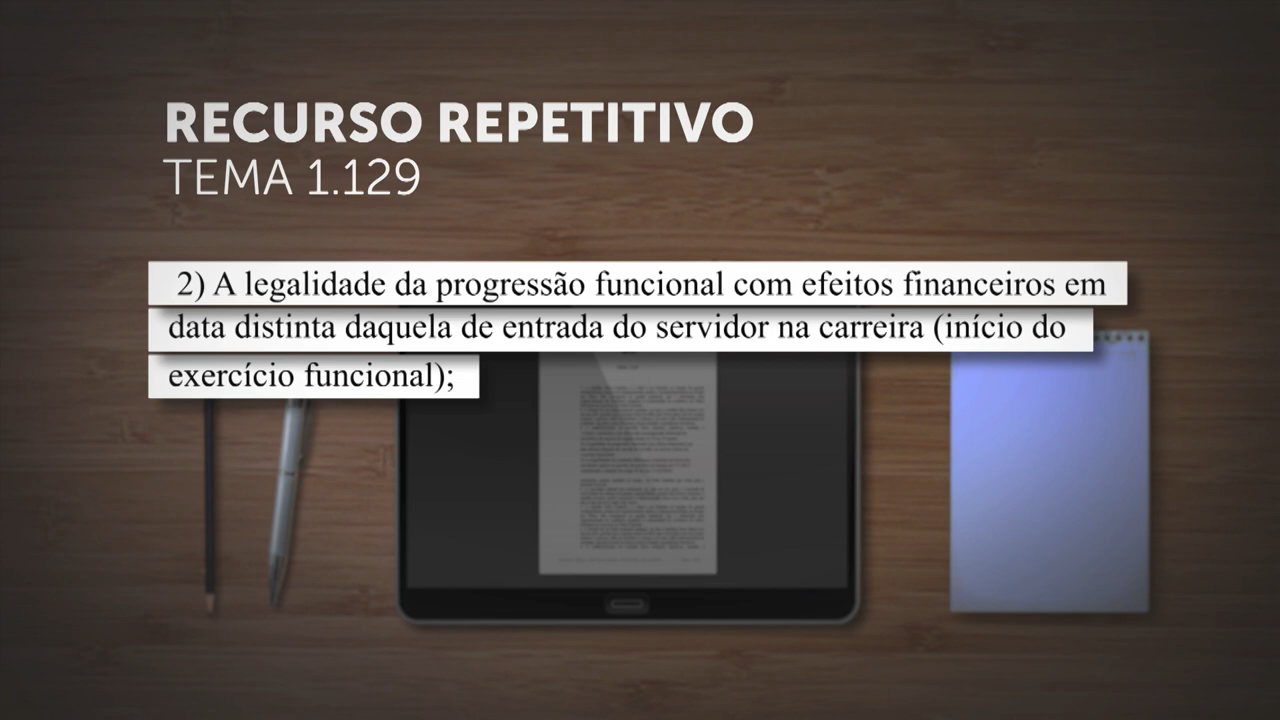 RECURSO REPETITIVO
TEMA 1.129
2) A legalidade da progressão funcional com efeitos financeiros em
data distinta daquela de entrada do servidor na carreira (início do
exercício funcional);